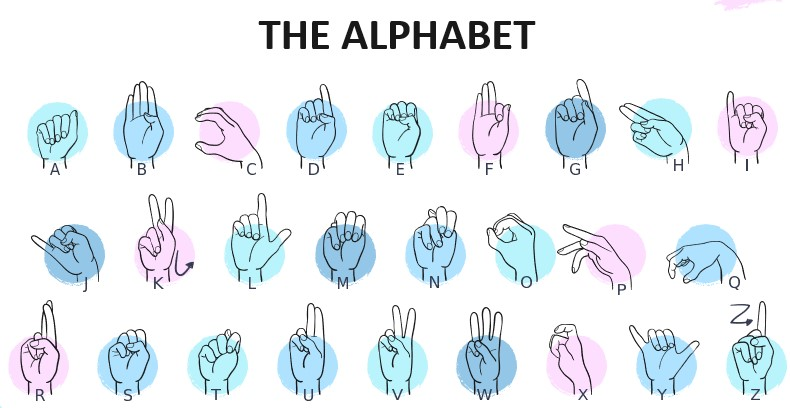 THE ALPHABET
A B C D E F G H I
J K L M N O P Q
Z
R S T U V W X Y Z